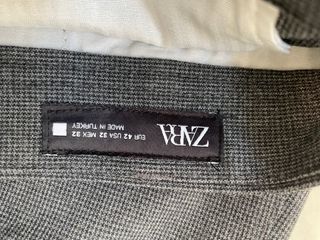 ZARA
EUR 42 USA 32 MEX 32
MADE IN TURKEY